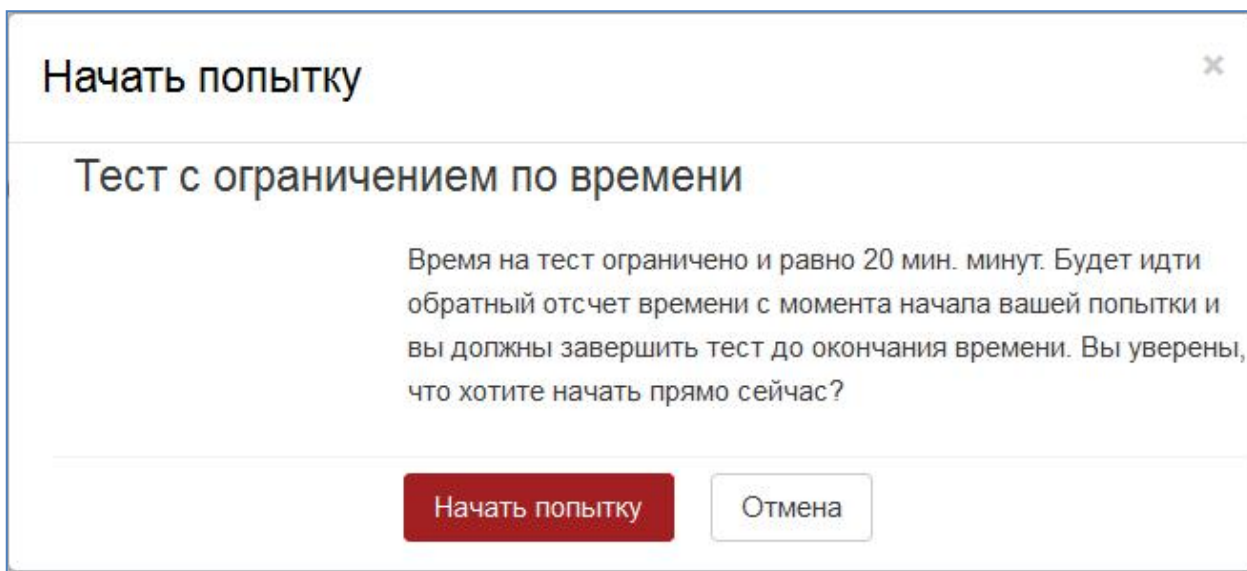 Начать попытку
×
Тест с ограничением по времени
Время на тест ограничено и равно 20 мин. минут. Будет идти
обратный отсчет времени с момента начала вашей попытки и
вы должны завершить тест до окончания времени. Вы уверены,
что хотите начать прямо сейчас?
Начать попытку Отмена